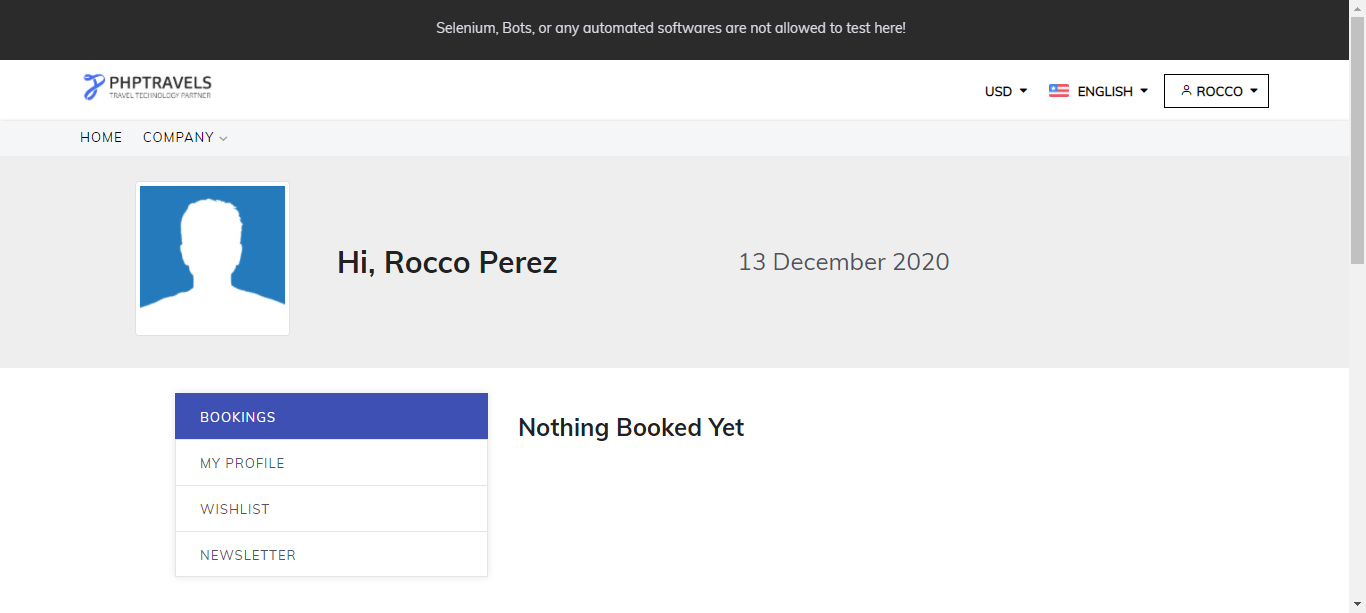 Selenium, Bots, or any automated softwares are not allowed to test here!
PHPTRAVELS
TRAVEL TECHNOLOGY PARTNER
USD
ENGLISH
ROCCO
HOME
COMPANY
Hi, Rocco Perez
13 December 2020
BOOKINGS
Nothing Booked Yet
MY PROFILE
WISHLIST
NEWSLETTER